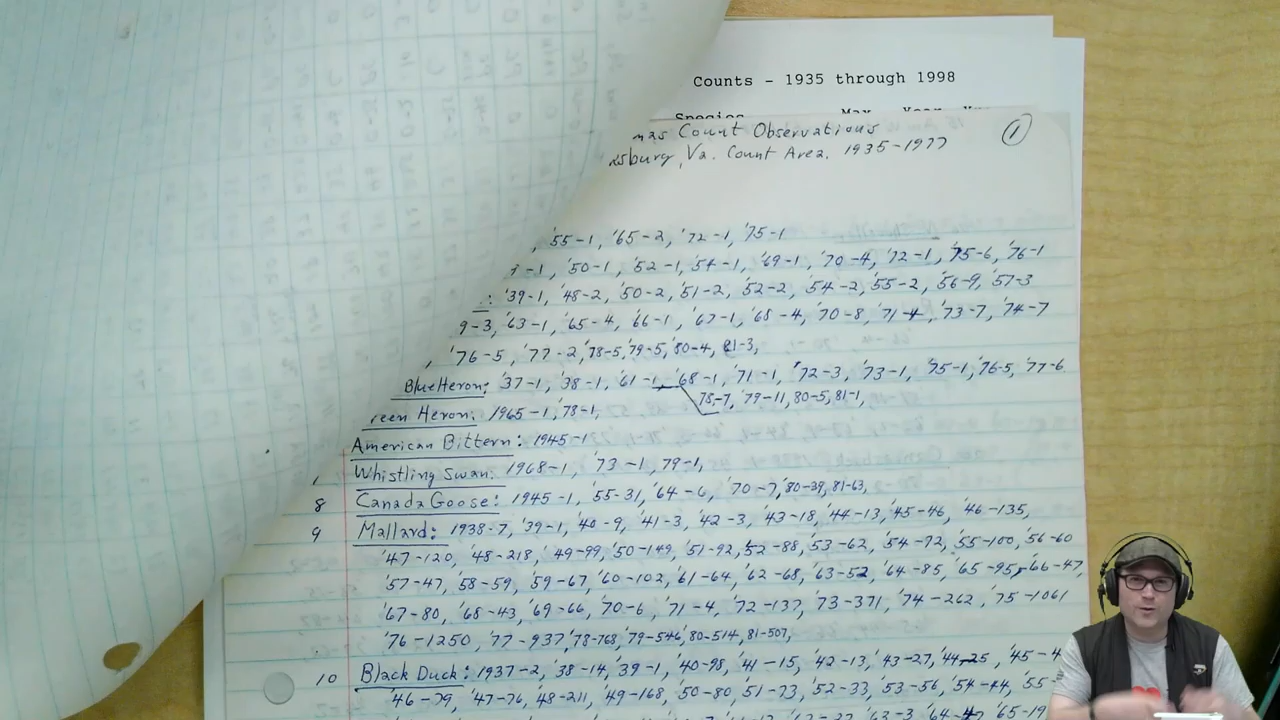 Counts - 1935 through 1998
Species Max Year
mas Count Observations
①
sburg, Va. Count Area. 1935-1977
, '55-1, '65-2, '72-1, '75-1
-1, '50-1, '52-1, '54-1, '69-1, '70-4, '72-1, '75-6, '76-1
: '39-1, '48-2, '50-2, '51-2, '52-2, '54-2, '55-2, '56-9, '57-3
9-3, '63-1, '65-4, '66-1, '67-1, '68-4, '70-8, '71-4, '73-7, '74-7
, '76-5, '77-2, '78-5, '79-5, '80-4, 81-3,
Blue Heron: '37-1, '38-1, '61-1, '68-1, '71-1, '72-3, '73-1, '75-1, '76-5, '77-6
78-7, '79-11, 80-5, 81-1,
reen Heron: 1965-1, '78-1,
American Bittern: 1945-1
Whistling Swan: 1968-1, '73-1, 79-1,
8 Canada Goose: 1945-1, '55-31, '64-6, '70-7, 80-39, 81-63,
9 Mallard: 1938-7, '39-1, '40-9, '41-3, '42-3, '43-18, '44-13, '45-46, '46-135,
'47-120, '48-218, '49-99, '50-149, '51-92, '52-88, '53-62, '54-72, '55-100, '56-60
'57-47, '58-59, '59-67, '60-102, '61-64, '62-68, '63-52, '64-85, '65-95, '66-47,
'67-80, '68-43, '69-66, '70-6, '71-4, '72-137, '73-371, '74-262, '75-1061
'76-1250, '77-937, '78-768, '79-546, '80-514, 81-507,
10 Black Duck: 1937-2, '38-14, '39-1, '40-98, '41-15, '42-13, '43-27, '44-25, '45-4
'46-79, '47-76, '48-211, '49-168, '50-80, '51-73, '52-33, '53-56, '54-44, '55-
'63-3, '64-47, '65-19